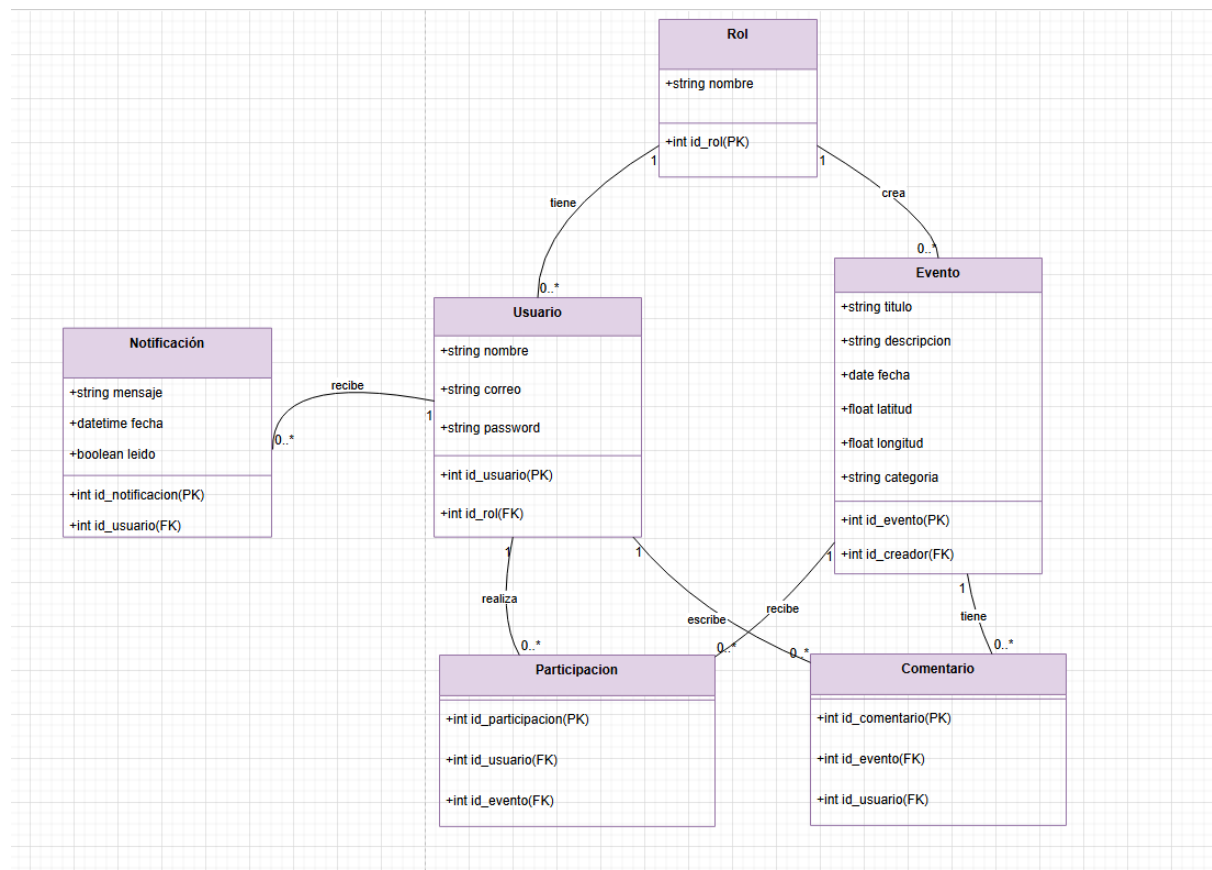 Rol
+string nombre
+int id_rol(PK)
1
1
tiene
crea
0..*
0..*
Evento
+string titulo
+string descripcion
+date fecha
+float latitud
+float longitud
+string categoria
+int id_evento(PK)
+int id_creador(FK)
Usuario
+string nombre
+string correo
+string password
+int id_usuario(PK)
+int id_rol(FK)
Notificación
+string mensaje
+datetime fecha
+boolean leido
+int id_notificacion(PK)
+int id_usuario(FK)
recibe
1
0..*
1
1
1
1
realiza
escribe
recibe
tiene
0..*
0..*
0..*
0..*
Participacion
+int id_participacion(PK)
+int id_usuario(FK)
+int id_evento(FK)
Comentario
+int id_comentario(PK)
+int id_evento(FK)
+int id_usuario(FK)